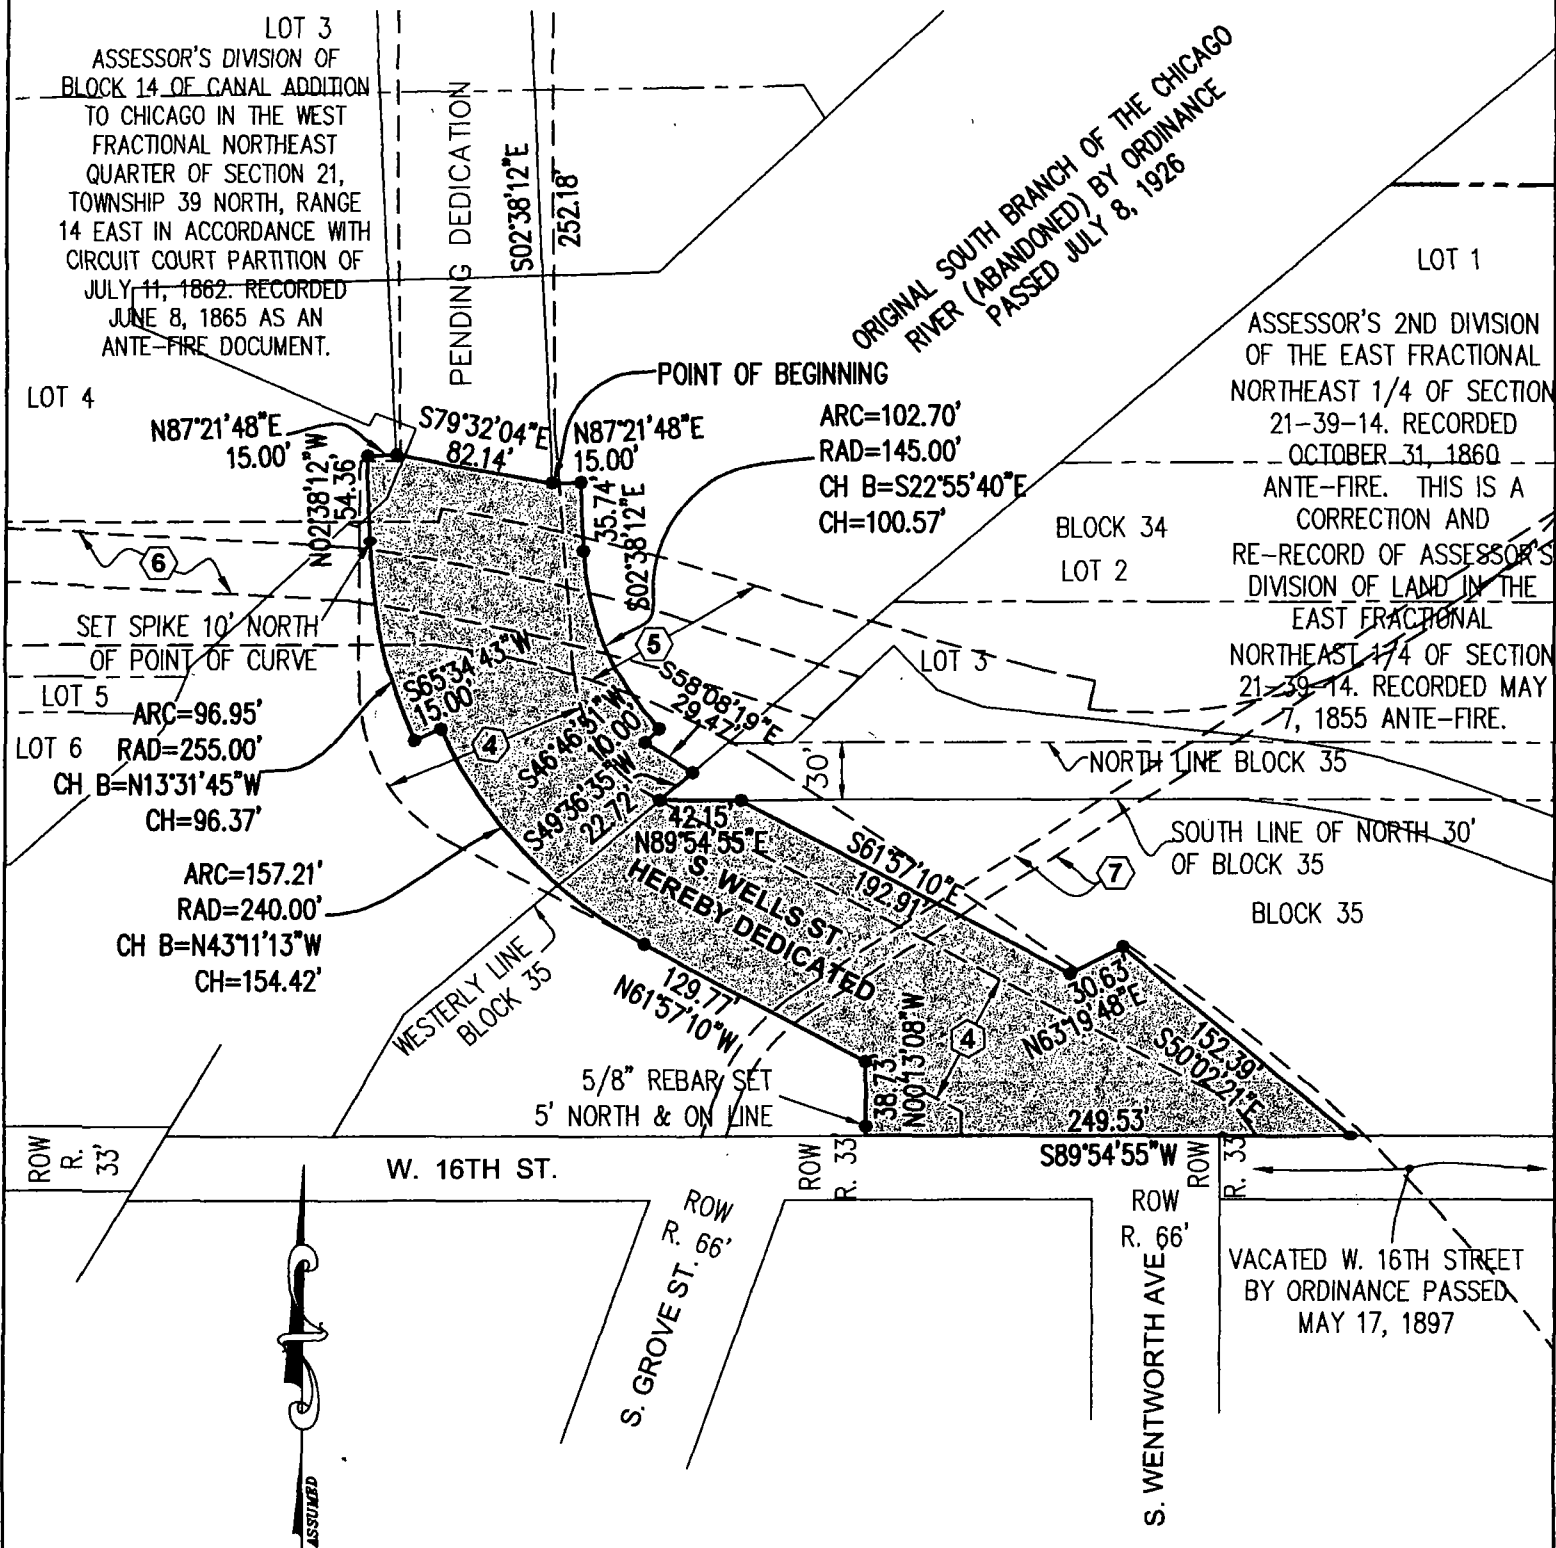 LOT 3
ASSESSOR'S DIVISION OF
BLOCK 14 OF CANAL ADDITION
TO CHICAGO IN THE WEST
FRACTIONAL NORTHEAST
QUARTER OF SECTION 21,
TOWNSHIP 39 NORTH, RANGE
14 EAST IN ACCORDANCE WITH
CIRCUIT COURT PARTITION OF
JULY 11, 1862. RECORDED
JUNE 8, 1865 AS AN
ANTE-FIRE DOCUMENT.
PENDING DEDICATION
S02°38'12"E
252.18'
ORIGINAL SOUTH BRANCH OF THE CHICAGO
RIVER (ABANDONED) BY ORDINANCE
PASSED JULY 8, 1926
LOT 1
ASSESSOR'S 2ND DIVISION
OF THE EAST FRACTIONAL
NORTHEAST 1/4 OF SECTION
21-39-14. RECORDED
OCTOBER 31, 1860
ANTE-FIRE. THIS IS A
CORRECTION AND
RE-RECORD OF ASSESSOR'S
DIVISION OF LAND IN THE
EAST FRACTIONAL
NORTHEAST 1/4 OF SECTION
21-39-14. RECORDED MAY
7, 1855 ANTE-FIRE.
POINT OF BEGINNING
LOT 4
N87°21'48"E
15.00'
S79°32'04"E
82.14'
N87°21'48"E
15.00'
ARC=102.70'
RAD=145.00'
CH B=S22°55'40"E
CH=100.57'
N02°38'12"W
54.36'
35.74'
S02°38'12"E
BLOCK 34
LOT 2
6
SET SPIKE 10' NORTH
OF POINT OF CURVE
5
LOT 3
S65°34'43"W
15.00'
S58°08'19"E
29.47'
LOT 5
ARC=96.95'
LOT 6
RAD=255.00'
CH B=N13°31'45"W
CH=96.37'
4
S46°46'51"W
10.00'
S49°36'35"W
22.72'
30'
NORTH LINE BLOCK 35
42.15'
N89°54'55"E
SOUTH LINE OF NORTH 30'
OF BLOCK 35
S61°57'10"E
192.91'
7
ARC=157.21'
RAD=240.00'
CH B=N43°11'13"W
CH=154.42'
S. WELLS ST.
HEREBY DEDICATED
BLOCK 35
WESTERLY LINE
BLOCK 35
129.77'
N61°57'10"W
30.63'
N63°19'48"E
152.39'
S50°02'21"E
4
38.73'
N00°13'08"W
5/8" REBAR SET
5' NORTH & ON LINE
249.53'
S89°54'55"W
ROW
R. 33'
W. 16TH ST.
ROW
R. 33'
ROW
R. 33'
ROW
R. 66'
S. GROVE ST.
ROW
R. 66'
S. WENTWORTH AVE.
VACATED W. 16TH STREET
BY ORDINANCE PASSED
MAY 17, 1897
ASSUMED